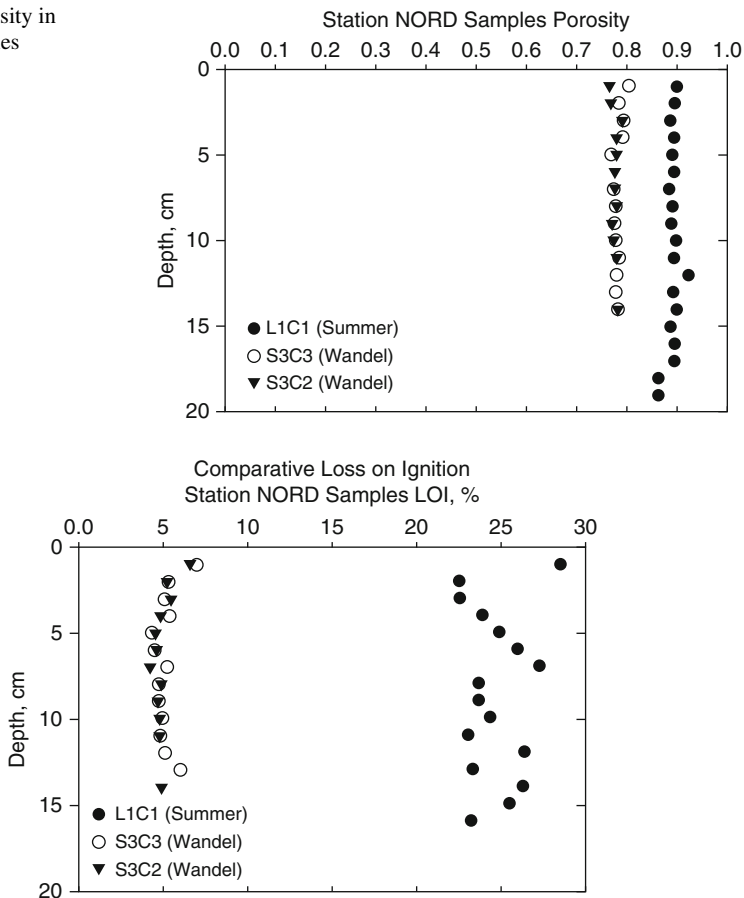 sity in
es
Station NORD Samples Porosity
0.0 0.1 0.2 0.3 0.4 0.5 0.6 0.7 0.8 0.9 1.0
0
5
10
15
20
Depth, cm
L1C1 (Summer)
S3C3 (Wandel)
S3C2 (Wandel)
Comparative Loss on Ignition
Station NORD Samples LOI, %
0.0 5 10 15 20 25 30
0
5
10
15
20
Depth, cm
L1C1 (Summer)
S3C3 (Wandel)
S3C2 (Wandel)